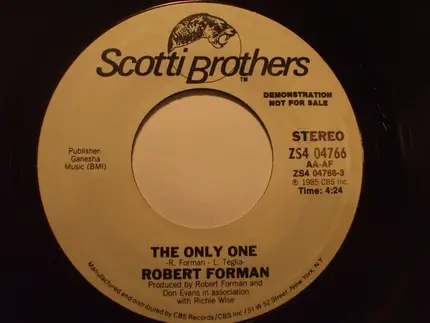 Scotti Brothers
TM
DEMONSTRATION
NOT FOR SALE
Publisher:
Ganesha
Music (BMI)
STEREO
ZS4 04766
AA-AF
ZS4 04766-3
℗ 1985 CBS Inc.
Time: 4:24
THE ONLY ONE
-R. Forman - L. Teglia-
ROBERT FORMAN
Produced by Robert Forman and
Don Evans in association
with Richie Wise
Manufactured and distributed by CBS Records/CBS Inc / 51 W 52 Street, New York, N.Y.